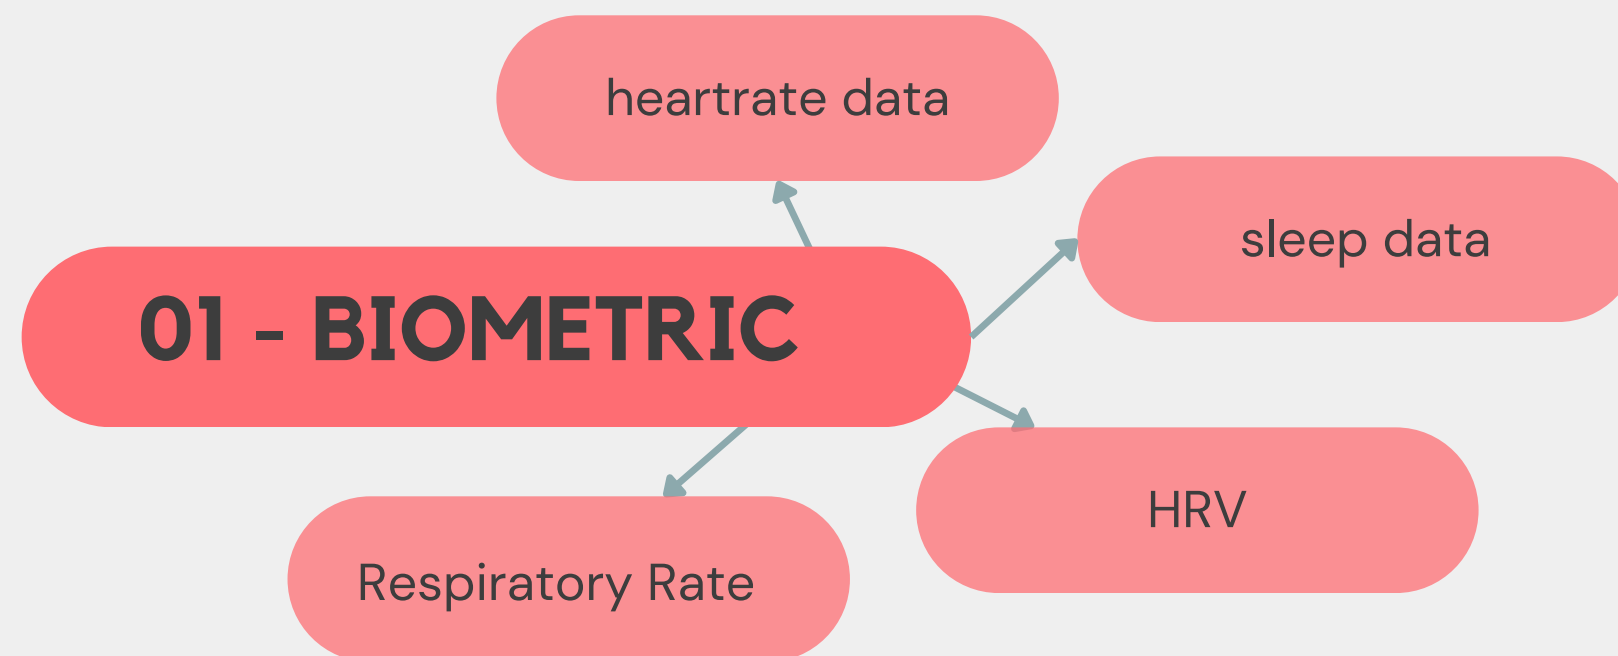 heartrate data
sleep data
01 - BIOMETRIC
HRV
Respiratory Rate